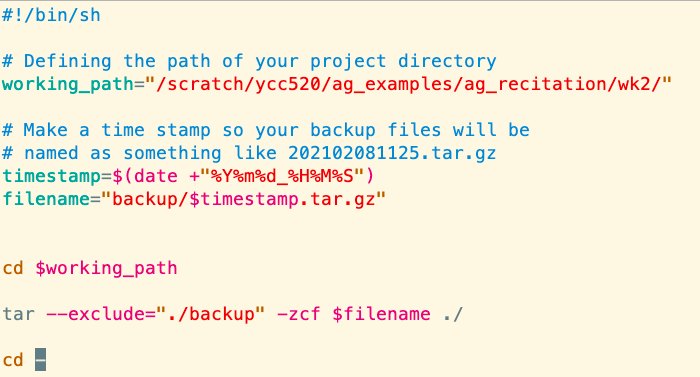 #!/bin/sh
# Defining the path of your project directory
working_path="/scratch/ycc520/ag_examples/ag_recitation/wk2/"
# Make a time stamp so your backup files will be
# named as something like 202102081125.tar.gz
timestamp=$(date +"%Y%m%d_%H%M%S")
filename="backup/$timestamp.tar.gz"
cd $working_path
tar --exclude="./backup" -zcf $filename ./
cd -